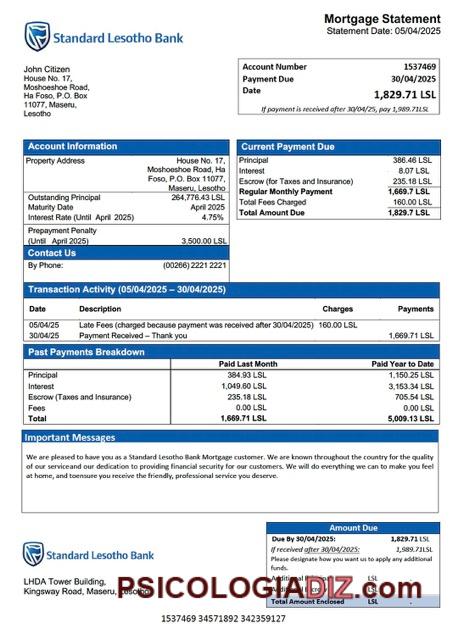 Mortgage Statement
Statement Date: 05/04/2025
Standard Lesotho Bank
John Citizen
House No. 17,
Moshoeshoe Road,
Ha Foso, P.O. Box
11077, Maseru,
Lesotho
Account Number 1537469
Payment Due 30/04/2025
Date 1,829.71 LSL
If payment is received after 30/04/25, pay 1,989.71LSL
Account Information
Property Address House No. 17,
Moshoeshoe Road, Ha
Foso, P.O. Box 11077,
Maseru, Lesotho
Outstanding Principal 264,776.43 LSL
Maturity Date April 2025
Interest Rate (Until April 2025) 4.75%
Prepayment Penalty
(Until April 2025) 3,500.00 LSL
Contact Us
By Phone: (00266) 2221 2221
Current Payment Due
Principal 386.46 LSL
Interest 8.07 LSL
Escrow (for Taxes and Insurance) 235.18 LSL
Regular Monthly Payment 1,669.7 LSL
Total Fees Charged 160.00 LSL
Total Amount Due 1,829.7 LSL
Transaction Activity (05/04/2025 – 30/04/2025)
Date Description Charges Payments
05/04/25 Late Fees (charged because payment was received after 30/04/2025) 160.00 LSL
30/04/25 Payment Received – Thank you 1,669.71 LSL
Past Payments Breakdown
Paid Last Month Paid Year to Date
Principal 384.93 LSL 1,150.25 LSL
Interest 1,049.60 LSL 3,153.34 LSL
Escrow (Taxes and Insurance) 235.18 LSL 705.54 LSL
Fees 0.00 LSL 0.00 LSL
Total 1,669.71 LSL 5,009.13 LSL
Important Messages
We are pleased to have you as a Standard Lesotho Bank Mortgage customer. We are known throughout the country for the quality
of our serviceand our dedication to providing financial security for our customers. We will do everything we can to make you feel
at home, and toensure you receive the friendly, professional service you deserve.
Amount Due
Due By 30/04/2025: 1,829.71 LSL
If received after 30/04/2025: 1,989.71LSL
Please designate how you want us to apply any additional
funds.
Additional LSL
Additional LSL
Total Amount Enclosed LSL .
Standard Lesotho Bank
LHDA Tower Building,
Kingsway Road, Maseru,
PSICOLOGIADIZ.com
1537469 34571892 342359127